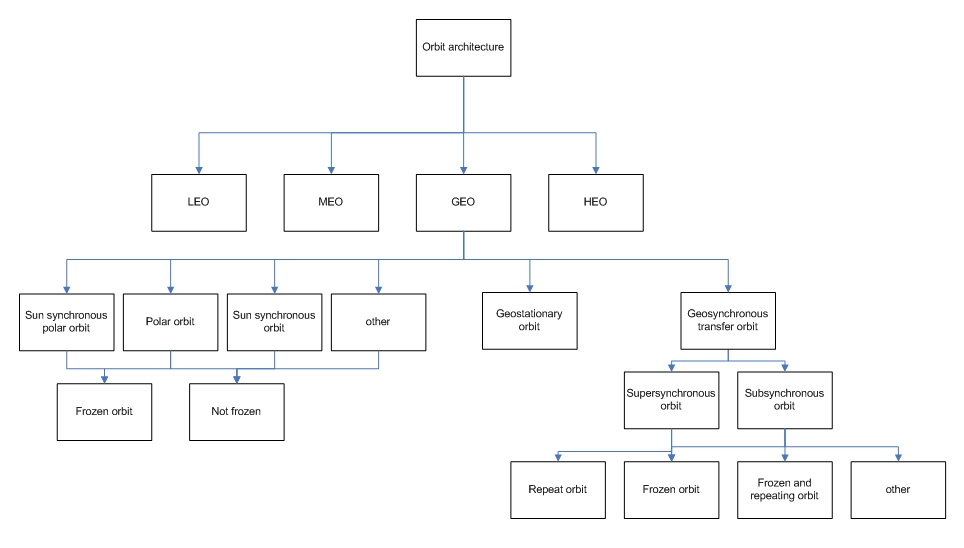 Orbit architecture
LEO
MEO
GEO
HEO
Sun synchronous
polar orbit
Polar orbit
Sun synchronous
orbit
other
Geostationary
orbit
Geosynchronous
transfer orbit
Supersynchronous
orbit
Subsynchronous
orbit
Frozen orbit
Not frozen
Repeat orbit
Frozen orbit
Frozen and
repeating orbit
other